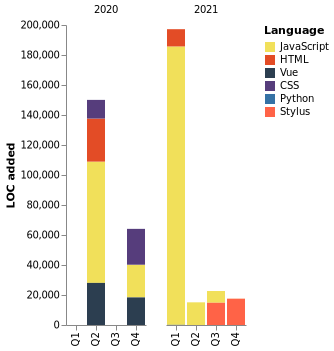 2020 2021
Language
JavaScript
HTML
Vue
CSS
Python
Stylus
LOC added
200,000
180,000
160,000
140,000
120,000
100,000
80,000
60,000
40,000
20,000
0
Q1 Q2 Q3 Q4 Q1 Q2 Q3 Q4